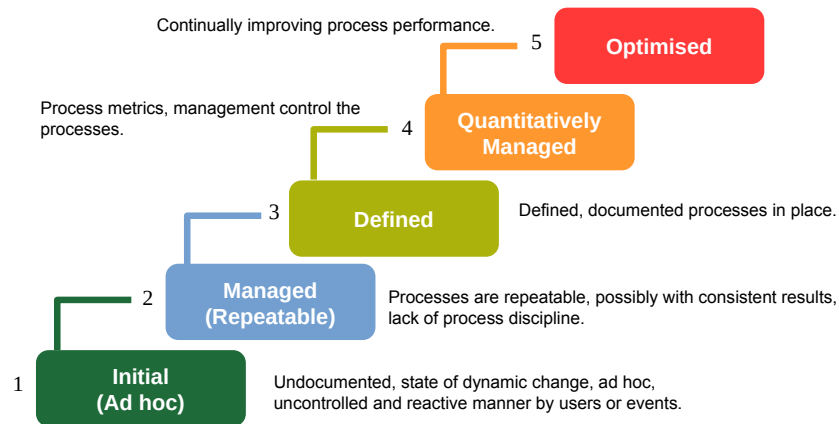 Continually improving process performance.
5
Optimised
Process metrics, management control the
processes.
4
Quantitatively
Managed
3
Defined
Defined, documented processes in place.
2
Managed
(Repeatable)
Processes are repeatable, possibly with consistent results,
lack of process discipline.
1
Initial
(Ad hoc)
Undocumented, state of dynamic change, ad hoc,
uncontrolled and reactive manner by users or events.